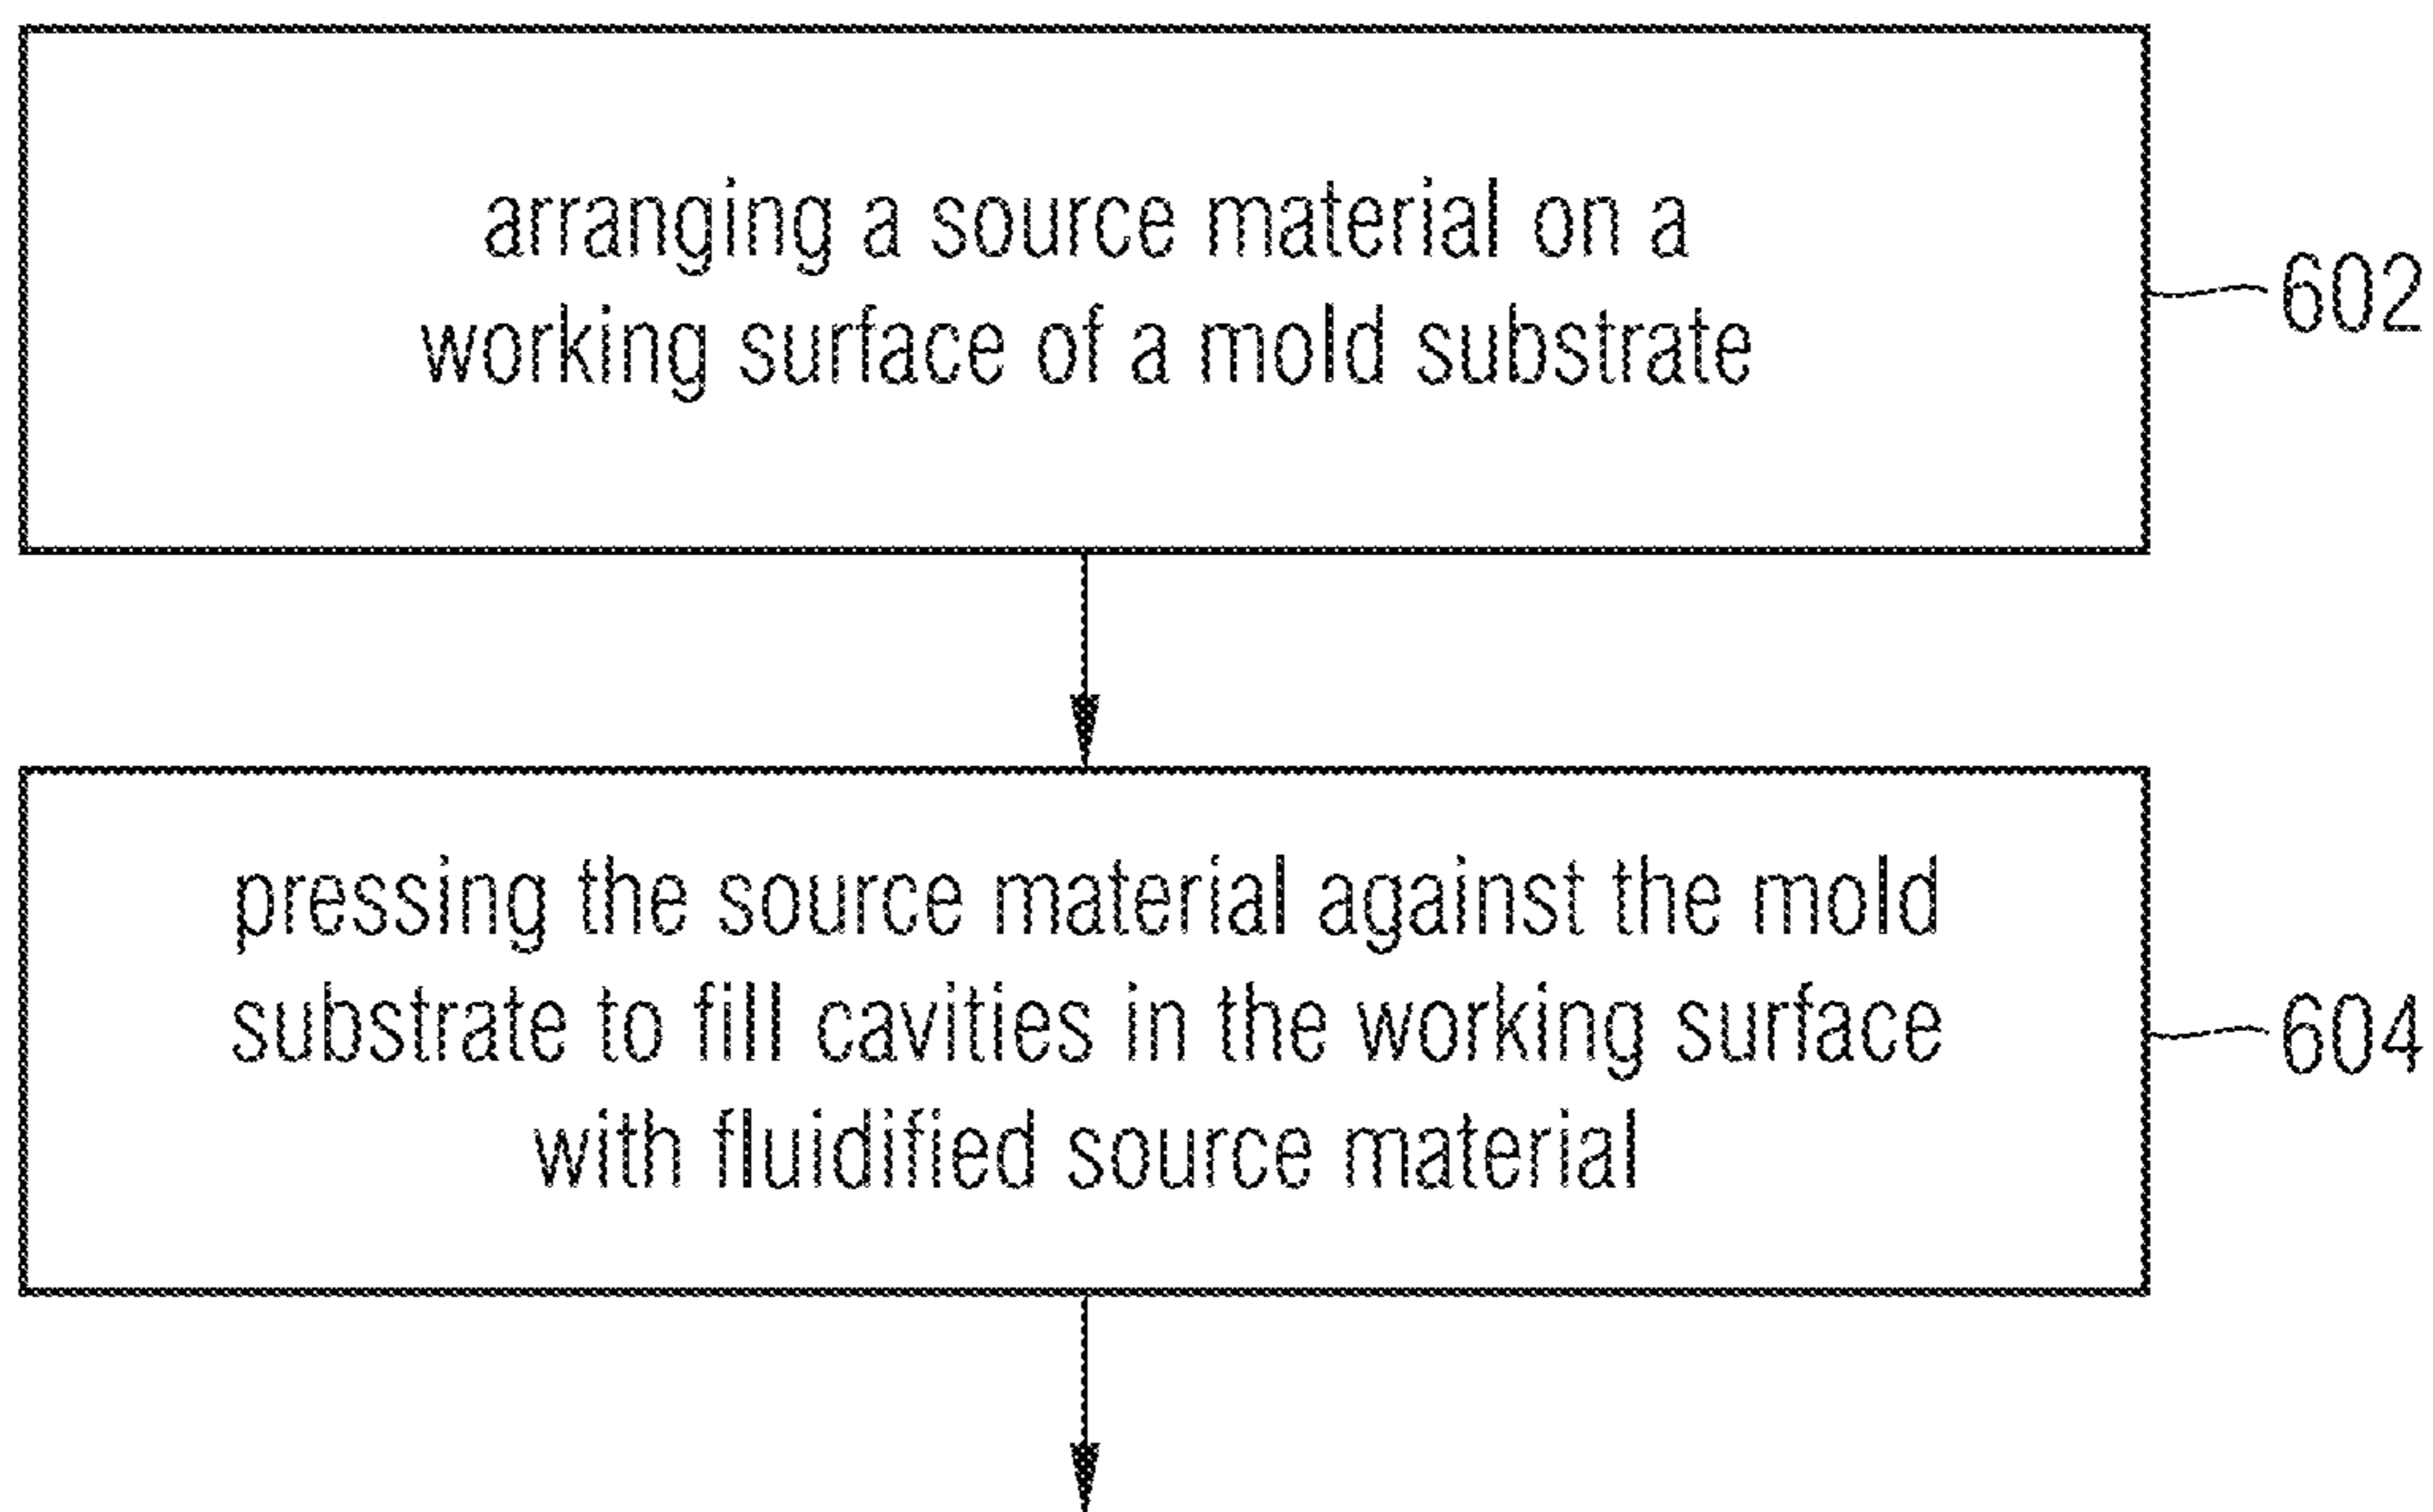 arranging a source material on a
working surface of a mold substrate
602
pressing the source material against the mold
substrate to fill cavities in the working surface
with fluidified source material
604